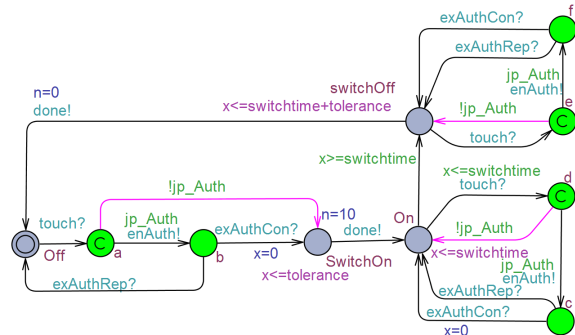 f
exAuthCon?
exAuthRep?
n=0
done!
switchOff
x<=switchtime+tolerance
jp_Auth
enAuth!
e
C
!jp_Auth
touch?
x>=switchtime
x<=switchtime
touch?
d
C
!jp_Auth
n=10
On
done!
!jp_Auth
x<=switchtime
touch?
jp_Auth
enAuth!
exAuthCon?
C
Off
a
b
x=0
SwitchOn
x<=tolerance
jp_Auth
enAuth!
exAuthRep?
exAuthRep?
c
C
exAuthCon?
x=0